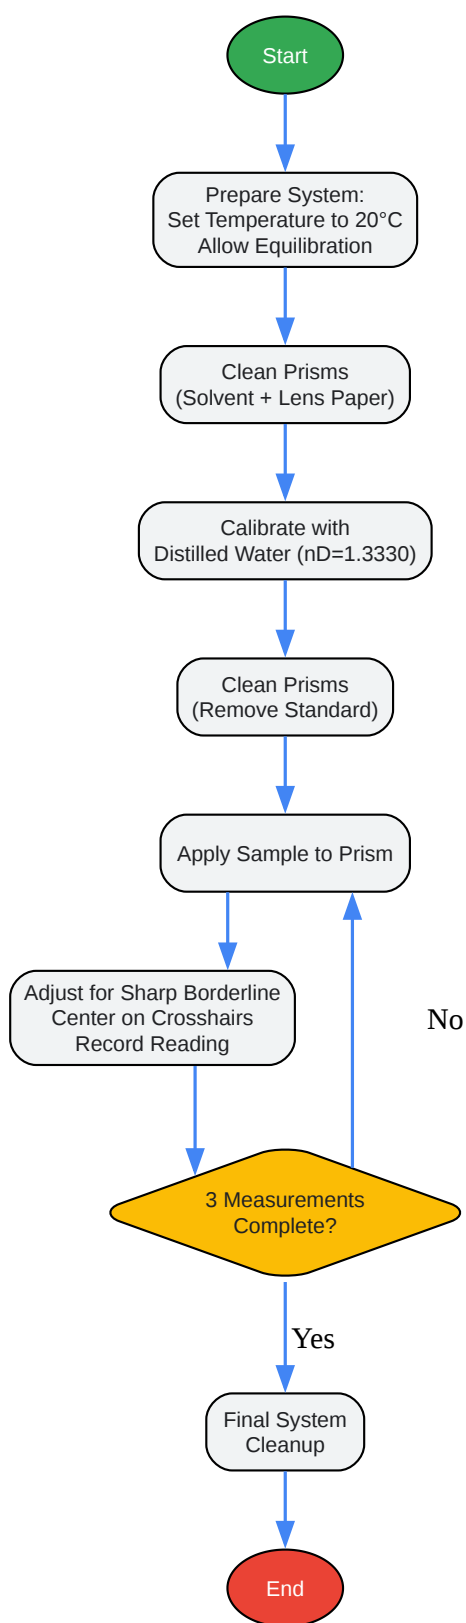 Start
Prepare System:
Set Temperature to 20°C
Allow Equilibration
Clean Prisms
(Solvent + Lens Paper)
Calibrate with
Distilled Water (nD=1.3330)
Clean Prisms
(Remove Standard)
Apply Sample to Prism
Adjust for Sharp Borderline
Center on Crosshairs
Record Reading
No
3 Measurements
Complete?
Yes
Final System
Cleanup
End